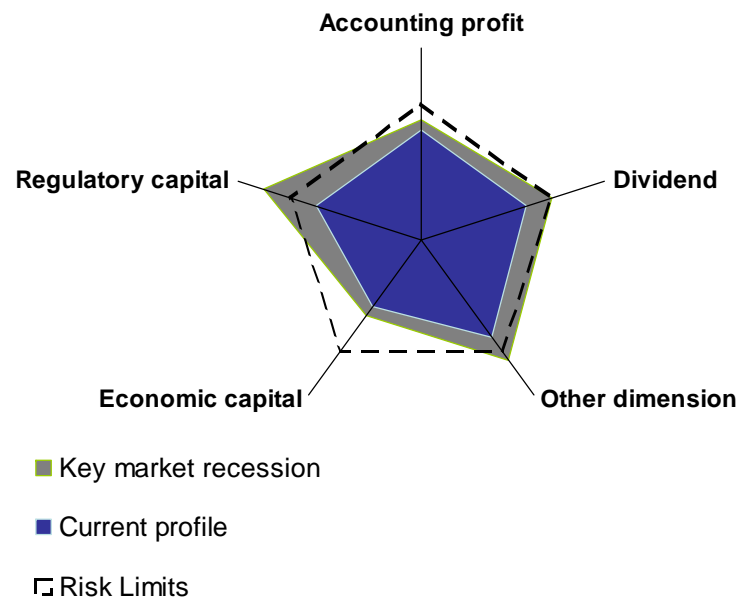 Accounting profit
Regulatory capital
Dividend
Economic capital
Other dimension
Key market recession
Current profile
Risk Limits